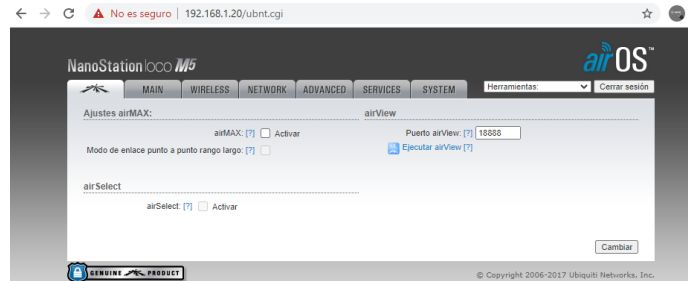 No es seguro | 192.168.1.20/ubnt.cgi
NanoStation loco M5
airOS™
MAIN WIRELESS NETWORK ADVANCED SERVICES SYSTEM Herramientas: Cerrar sesión
Ajustes airMAX:
airMAX: [?] Activar
Modo de enlace punto a punto rango largo: [?]
airView
Puerto airView: [?] 18888
Ejecutar airView [?]
airSelect
airSelect: [?] Activar
Cambiar
GENUINE PRODUCT
© Copyright 2006-2017 Ubiquiti Networks, Inc.